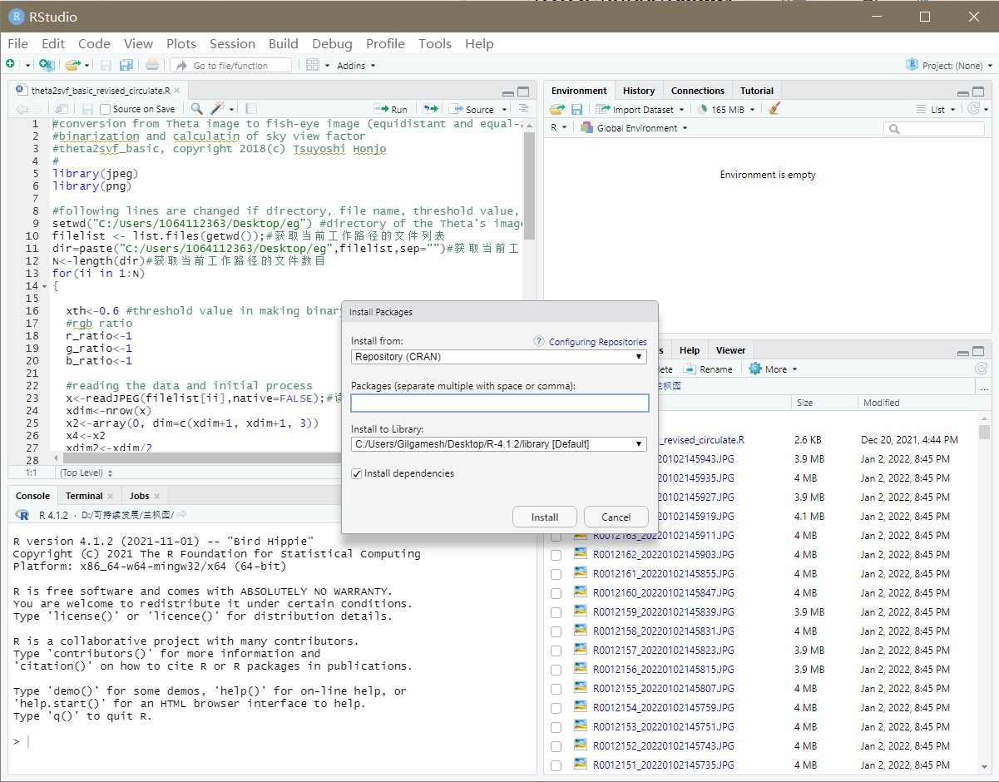 RStudio
File Edit Code View Plots Session Build Debug Profile Tools Help
Go to file/function
Addins
Project: (None)
theta2svf_basic_revised_circulate.R
Source on Save
Run
Source
1 #conversion from Theta image to fish-eye image (equidistant and equal-a
2 #binarization and calculatin of sky view factor
3 #theta2svf_basic, copyright 2018(c) Tsuyoshi Honjo
4 #
5 library(jpeg)
6 library(png)
7
8 #following lines are changed if directory, file name, threshold value,
9 setwd("C:/Users/1064112363/Desktop/eg") #directory of the Theta's image
10 filelist <- list.files(getwd());#获取当前工作路径的文件列表
11 dir=paste("C:/Users/1064112363/Desktop/eg",filelist,sep="")#获取当前工
12 N<-length(dir)#获取当前工作路径的文件数目
13 for(ii in 1:N)
14 {
15
16 xth<-0.6 #threshold value in making binary
17 #rgb ratio
18 r_ratio<-1
19 g_ratio<-1
20 b_ratio<-1
21
22 #reading the data and initial process
23 x<-readJPEG(filelist[ii],native=FALSE);#读
24 xdim<-nrow(x)
25 x2<-array(0, dim=c(xdim+1, xdim+1, 3))
26 x4<-x2
27 xdim2<-xdim/2
28
1:1 (Top Level)
Console Terminal Jobs
R 4.1.2 · D:/可持续发展/兰枫园/
R version 4.1.2 (2021-11-01) -- "Bird Hippie"
Copyright (C) 2021 The R Foundation for Statistical Computing
Platform: x86_64-w64-mingw32/x64 (64-bit)
R is free software and comes with ABSOLUTELY NO WARRANTY.
You are welcome to redistribute it under certain conditions.
Type 'license()' or 'licence()' for distribution details.
R is a collaborative project with many contributors.
Type 'contributors()' for more information and
'citation()' on how to cite R or R packages in publications.
Type 'demo()' for some demos, 'help()' for on-line help, or
'help.start()' for an HTML browser interface to help.
Type 'q()' to quit R.
>
Environment History Connections Tutorial
Import Dataset 165 MiB List
R Global Environment
Environment is empty
Install Packages
Install from:
? Configuring Repositories
Repository (CRAN)
Packages (separate multiple with space or comma):
Install to Library:
C:/Users/Gilgamesh/Desktop/R-4.1.2/library [Default]
Install dependencies
Install Cancel
s Help Viewer
lete Rename More
兰枫园 ...
Size Modified
c_revised_circulate.R 2.6 KB Dec 20, 2021, 4:44 PM
20102145943.JPG 3.9 MB Jan 2, 2022, 8:45 PM
20102145935.JPG 4 MB Jan 2, 2022, 8:45 PM
20102145927.JPG 3.9 MB Jan 2, 2022, 8:45 PM
20102145919.JPG 4.1 MB Jan 2, 2022, 8:45 PM
R0012163_20220102145911.JPG 4 MB Jan 2, 2022, 8:45 PM
R0012162_20220102145903.JPG 4 MB Jan 2, 2022, 8:45 PM
R0012161_20220102145855.JPG 4 MB Jan 2, 2022, 8:45 PM
R0012160_20220102145847.JPG 4 MB Jan 2, 2022, 8:45 PM
R0012159_20220102145839.JPG 3.9 MB Jan 2, 2022, 8:45 PM
R0012158_20220102145831.JPG 4 MB Jan 2, 2022, 8:45 PM
R0012157_20220102145823.JPG 3.9 MB Jan 2, 2022, 8:45 PM
R0012156_20220102145815.JPG 3.9 MB Jan 2, 2022, 8:45 PM
R0012155_20220102145807.JPG 4 MB Jan 2, 2022, 8:45 PM
R0012154_20220102145759.JPG 4 MB Jan 2, 2022, 8:45 PM
R0012153_20220102145751.JPG 4 MB Jan 2, 2022, 8:45 PM
R0012152_20220102145743.JPG 4 MB Jan 2, 2022, 8:45 PM
R0012151_20220102145735.JPG 4 MB Jan 2, 2022, 8:45 PM